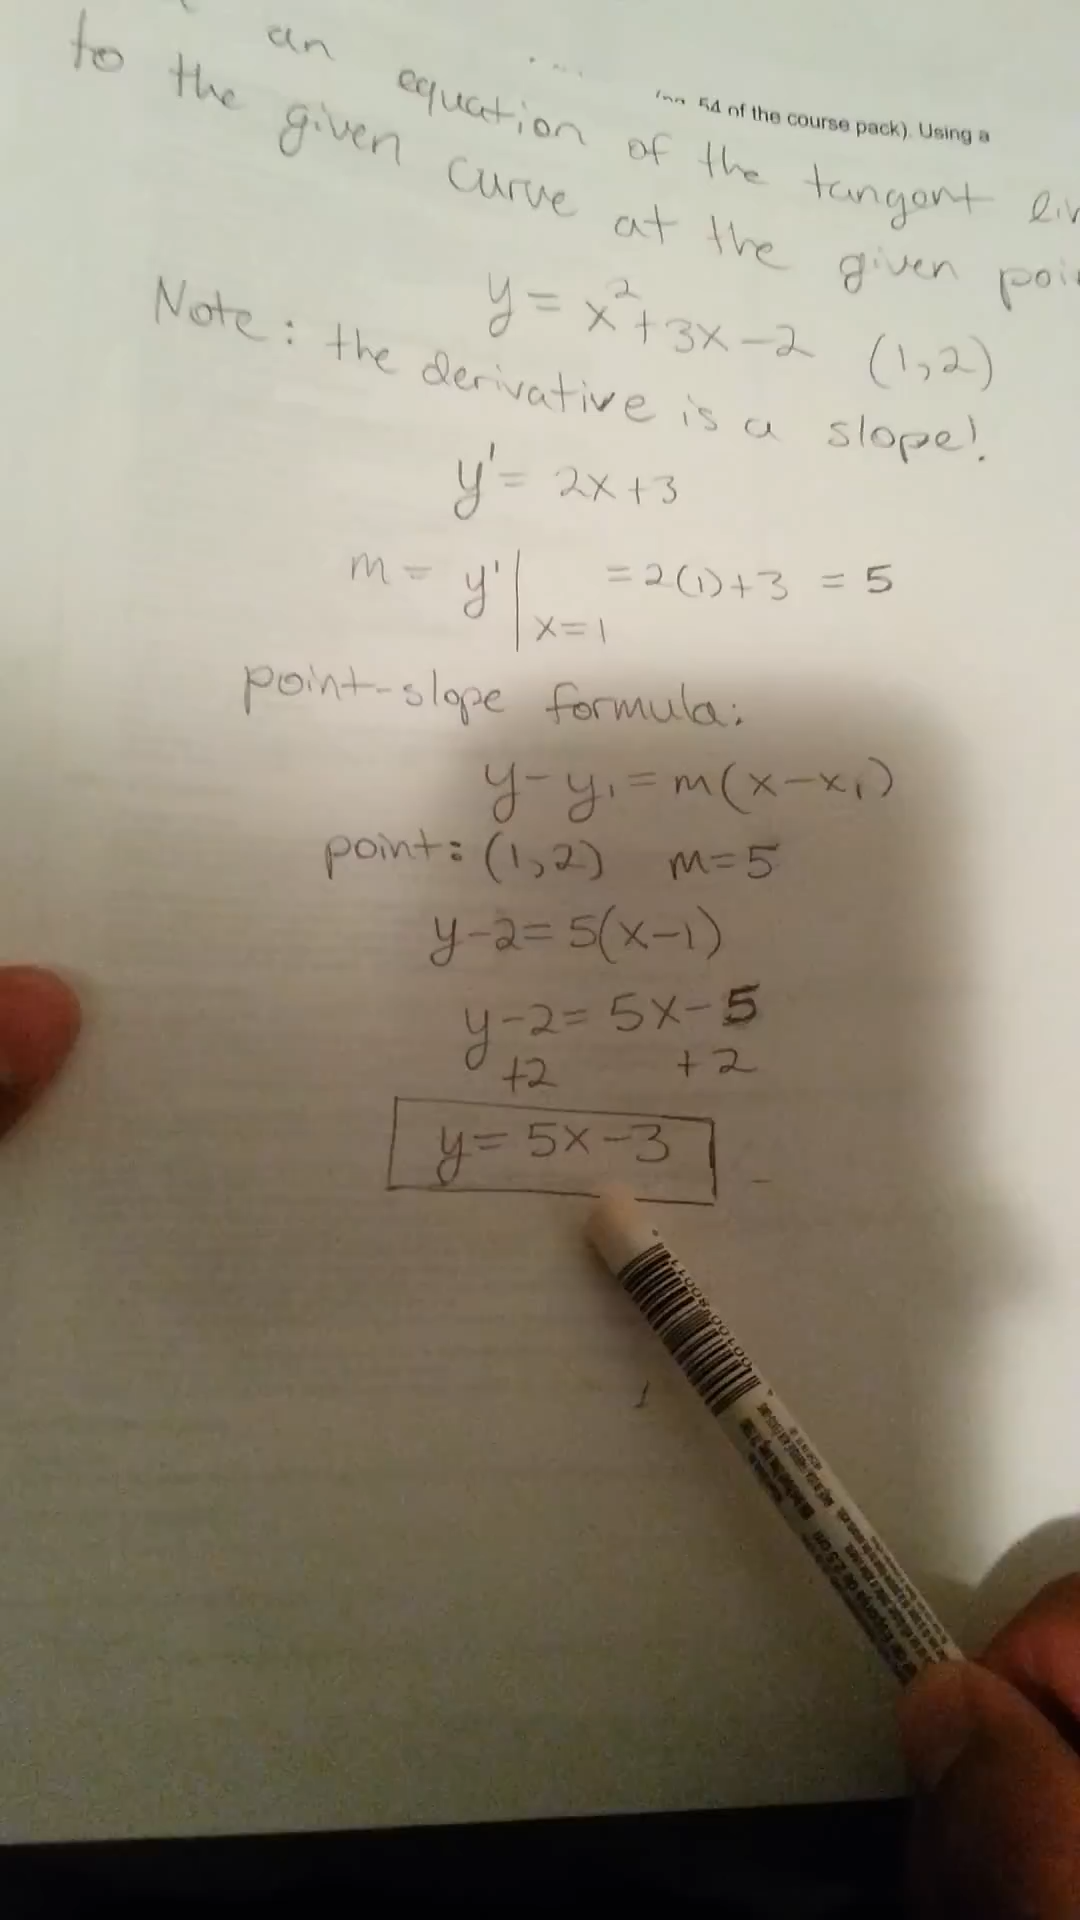 an equation of the tangent
to the given curve at the given
54 of the course pack). Using a
y = x²+3x-2 (1,2)
Note: the derivative is a slope!
y' = 2x+3
m = y'|x=1 = 2(1)+3 = 5
point-slope formula:
y-y₁=m(x-x₁)
point: (1,2) m=5
y-2=5(x-1)
y-2= 5x-5
+2 +2
y= 5x-3